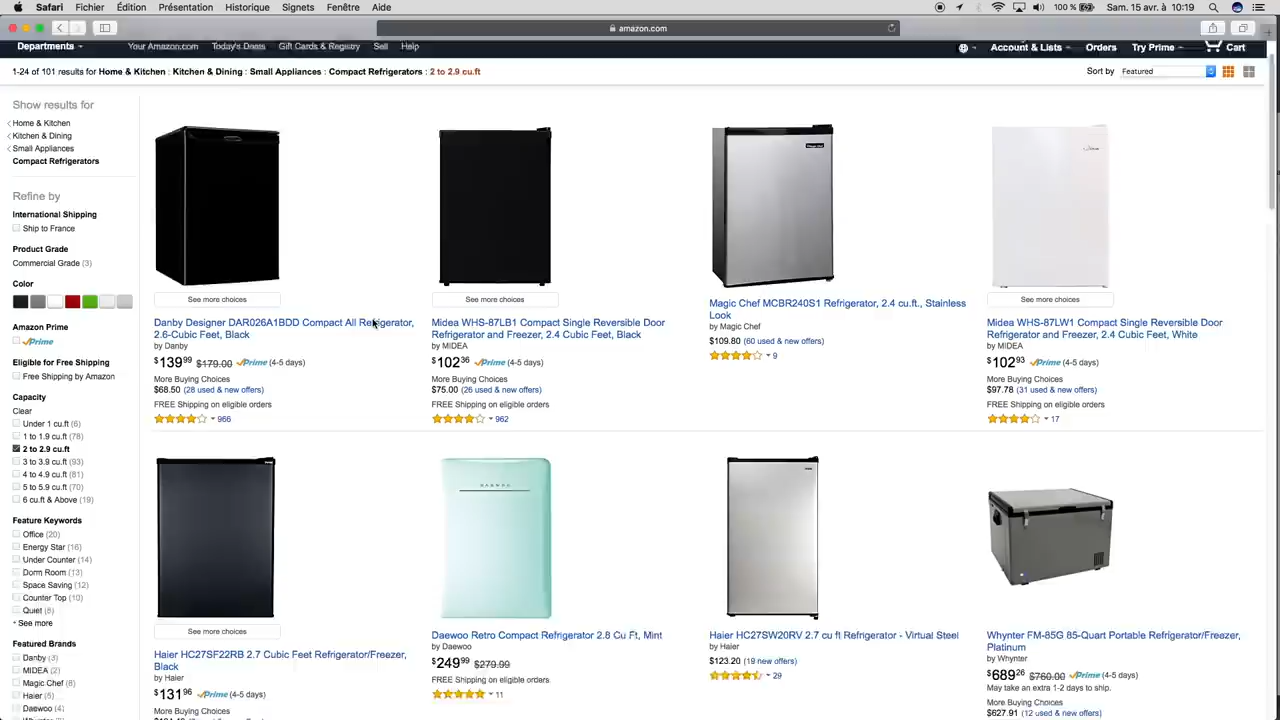 Safari Fichier Édition Présentation Historique Signets Fenêtre Aide 100 % Sam. 15 avr. à 10:19
amazon.com
Departments Your Amazon.com Today's Deals Gift Cards & Registry Sell Help Account & Lists Orders Try Prime Cart
1-24 of 101 results for Home & Kitchen : Kitchen & Dining : Small Appliances : Compact Refrigerators : 2 to 2.9 cu.ft
Sort by Featured
Show results for
Home & Kitchen
Kitchen & Dining
Small Appliances
Compact Refrigerators
Refine by
International Shipping
Ship to France
Product Grade
Commercial Grade (3)
Color
Amazon Prime
Prime
Eligible for Free Shipping
Free Shipping by Amazon
Capacity
Clear
Under 1 cu.ft (6)
1 to 1.9 cu.ft (78)
2 to 2.9 cu.ft
3 to 3.9 cu.ft (93)
4 to 4.9 cu.ft (81)
5 to 5.9 cu.ft (70)
6 cu.ft & Above (19)
Feature Keywords
Office (20)
Energy Star (16)
Under Counter (14)
Dorm Room (13)
Space Saving (12)
Counter Top (10)
Quiet (8)
See more
Featured Brands
Danby (3)
MIDEA (2)
Magic Chef (8)
Haier (5)
Daewoo (4)
See more choices
Danby Designer DAR026A1BDD Compact All Refrigerator,
2.6-Cubic Feet, Black
by Danby
$139.99 $179.00 Prime (4-5 days)
More Buying Choices
$68.50 (28 used & new offers)
FREE Shipping on eligible orders
966
See more choices
Midea WHS-87LB1 Compact Single Reversible Door
Refrigerator and Freezer, 2.4 Cubic Feet, Black
by MIDEA
$102.36 Prime (4-5 days)
More Buying Choices
$75.00 (26 used & new offers)
FREE Shipping on eligible orders
962
Magic Chef MCBR240S1 Refrigerator, 2.4 cu.ft., Stainless
Look
by Magic Chef
$109.80 (60 used & new offers)
9
See more choices
Midea WHS-87LW1 Compact Single Reversible Door
Refrigerator and Freezer, 2.4 Cubic Feet, White
by MIDEA
$102.93 Prime (4-5 days)
More Buying Choices
$97.78 (31 used & new offers)
FREE Shipping on eligible orders
17
See more choices
Haier HC27SF22RB 2.7 Cubic Feet Refrigerator/Freezer,
Black
by Haier
$131.96 Prime (4-5 days)
More Buying Choices
DAEWOO
Daewoo Retro Compact Refrigerator 2.8 Cu Ft, Mint
by Daewoo
$249.99 $279.99
FREE Shipping on eligible orders
11
Haier HC27SW20RV 2.7 cu ft Refrigerator - Virtual Steel
by Haier
$123.20 (19 new offers)
29
Whynter FM-85G 85-Quart Portable Refrigerator/Freezer,
Platinum
by Whynter
$689.26 $760.00 Prime (4-5 days)
May take an extra 1-2 days to ship.
More Buying Choices
$627.91 (12 used & new offers)